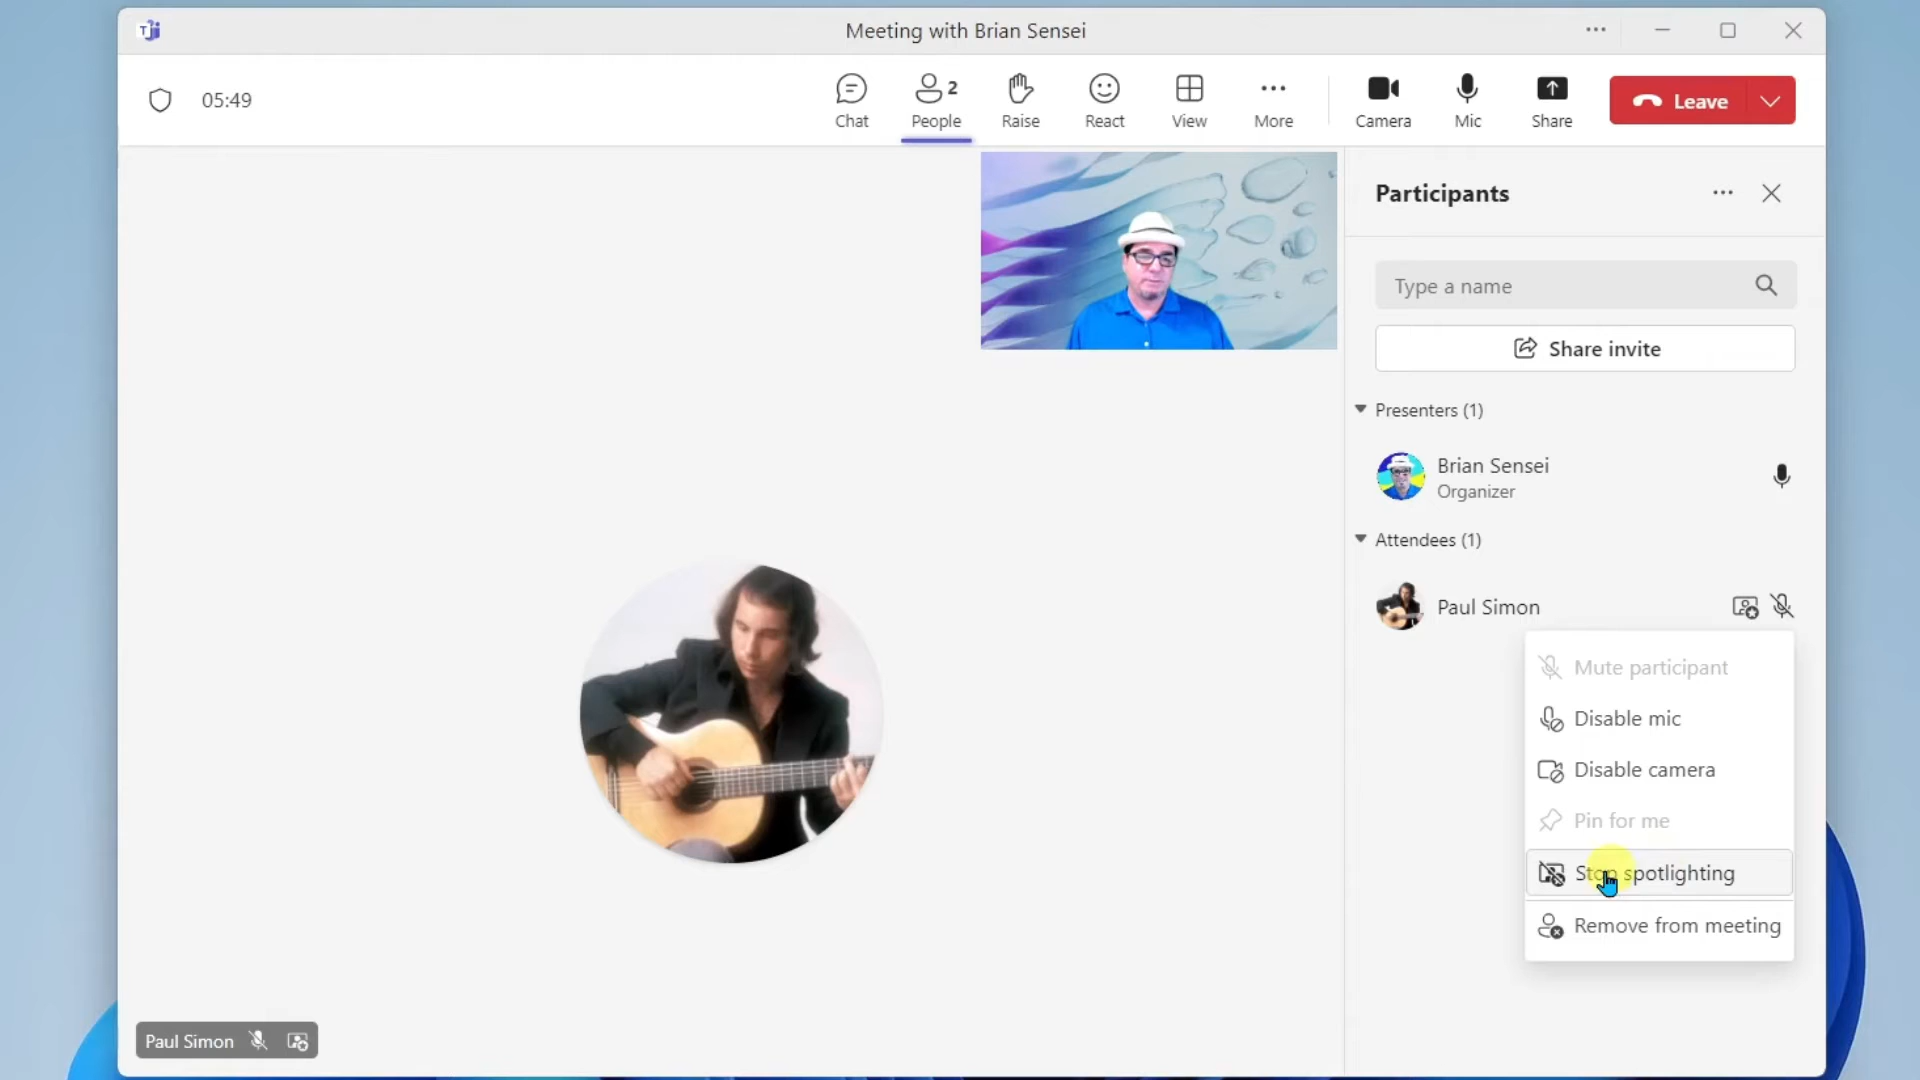 Meeting with Brian Sensei
05:49
Chat
People 2
Raise
React
View
More
Camera
Mic
Share
Leave
Participants
Type a name
Share invite
Presenters (1)
Brian Sensei
Organizer
Attendees (1)
Paul Simon
Mute participant
Disable mic
Disable camera
Pin for me
Stop spotlighting
Remove from meeting
Paul Simon